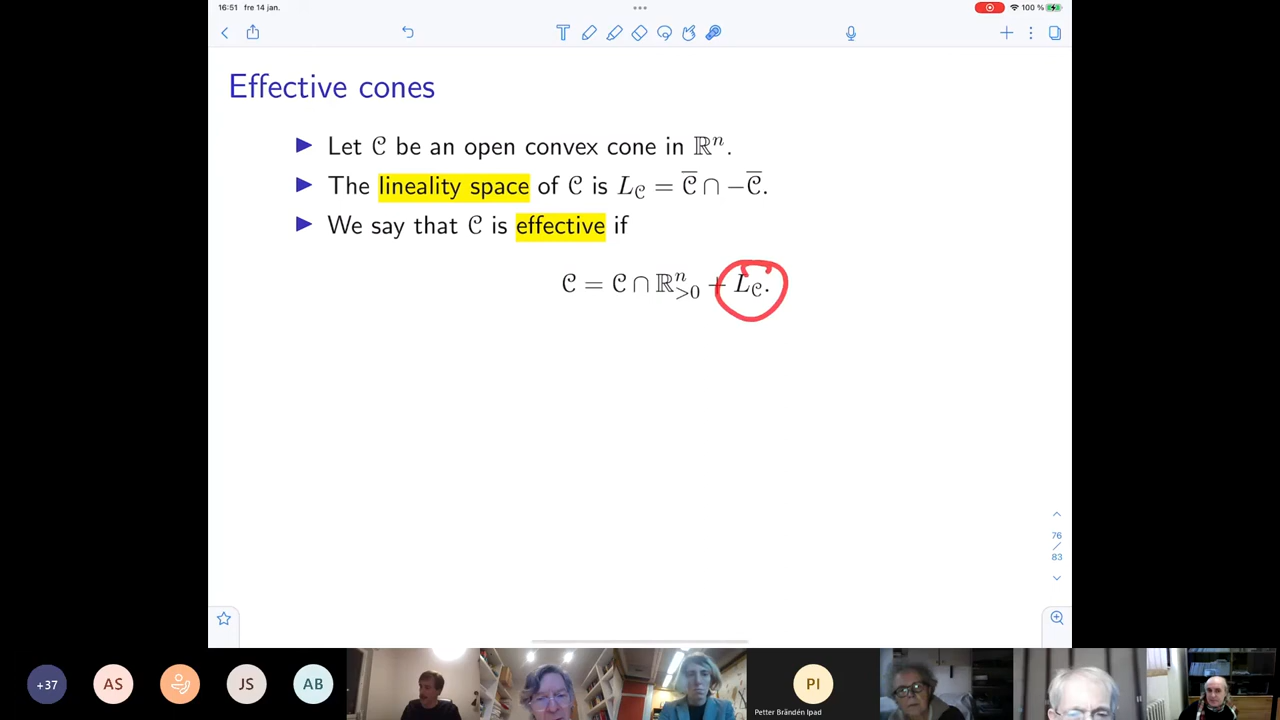 16:51 fre 14 jan.
100 %
Effective cones
Let 𝒞 be an open convex cone in ℝⁿ.
The lineality space of 𝒞 is L_𝒞 = 𝒞̅ ∩ −𝒞̅.
We say that 𝒞 is effective if
𝒞 = 𝒞 ∩ ℝⁿ_{>0} + L_𝒞.
76
/
83
+37 AS JS AB PI
Petter Brändén Ipad